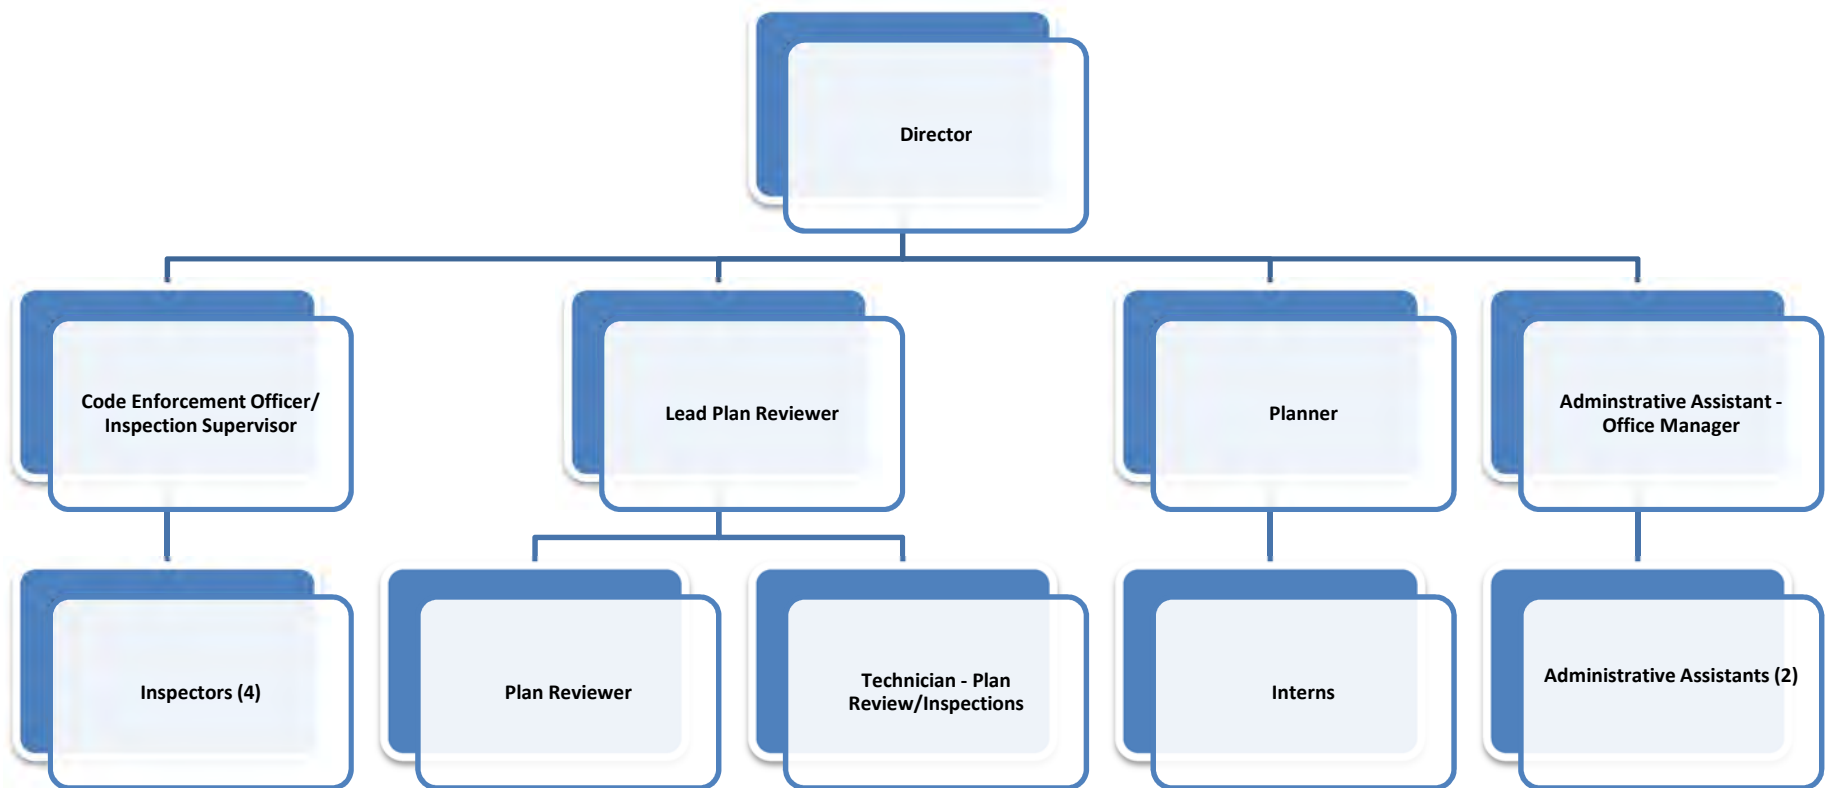 Director
Code Enforcement Officer/
Inspection Supervisor
Lead Plan Reviewer
Planner
Adminstrative Assistant -
Office Manager
Inspectors (4)
Plan Reviewer
Technician - Plan
Review/Inspections
Interns
Administrative Assistants (2)